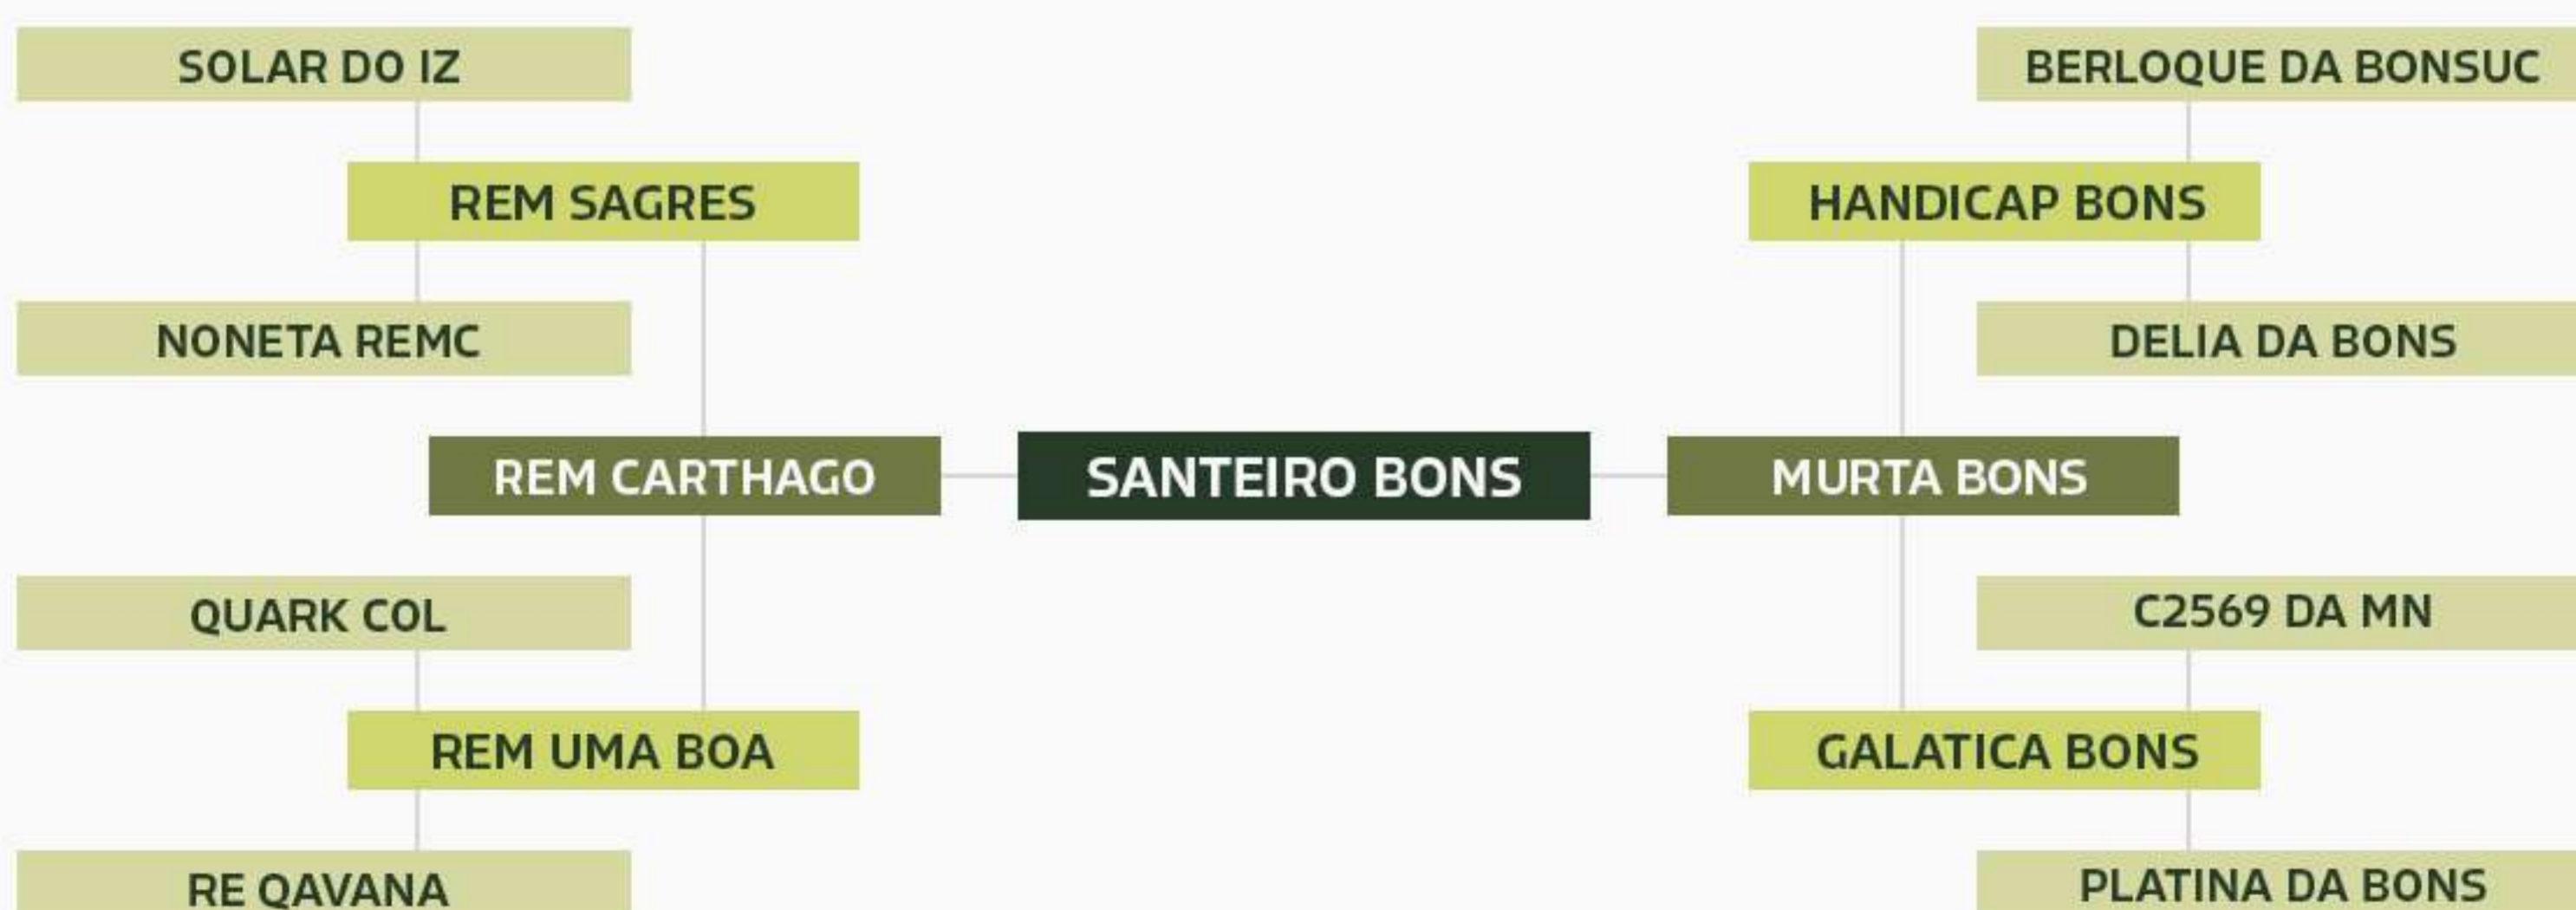 SOLAR DO IZ
BERLOQUE DA BONSUC
REM SAGRES
HANDICAP BONS
NONETA REMC
DELIA DA BONS
REM CARTHAGO
SANTEIRO BONS
MURTA BONS
QUARK COL
C2569 DA MN
REM UMA BOA
GALATICA BONS
RE QAVANA
PLATINA DA BONS